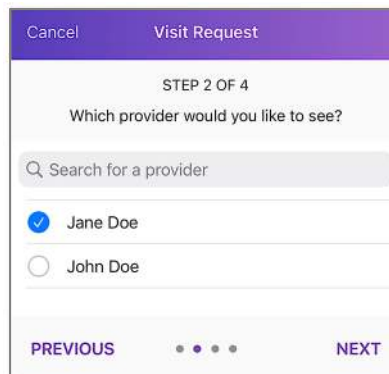 Cancel Visit Request
STEP 2 OF 4
Which provider would you like to see?
Search for a provider
Jane Doe
John Doe
PREVIOUS NEXT